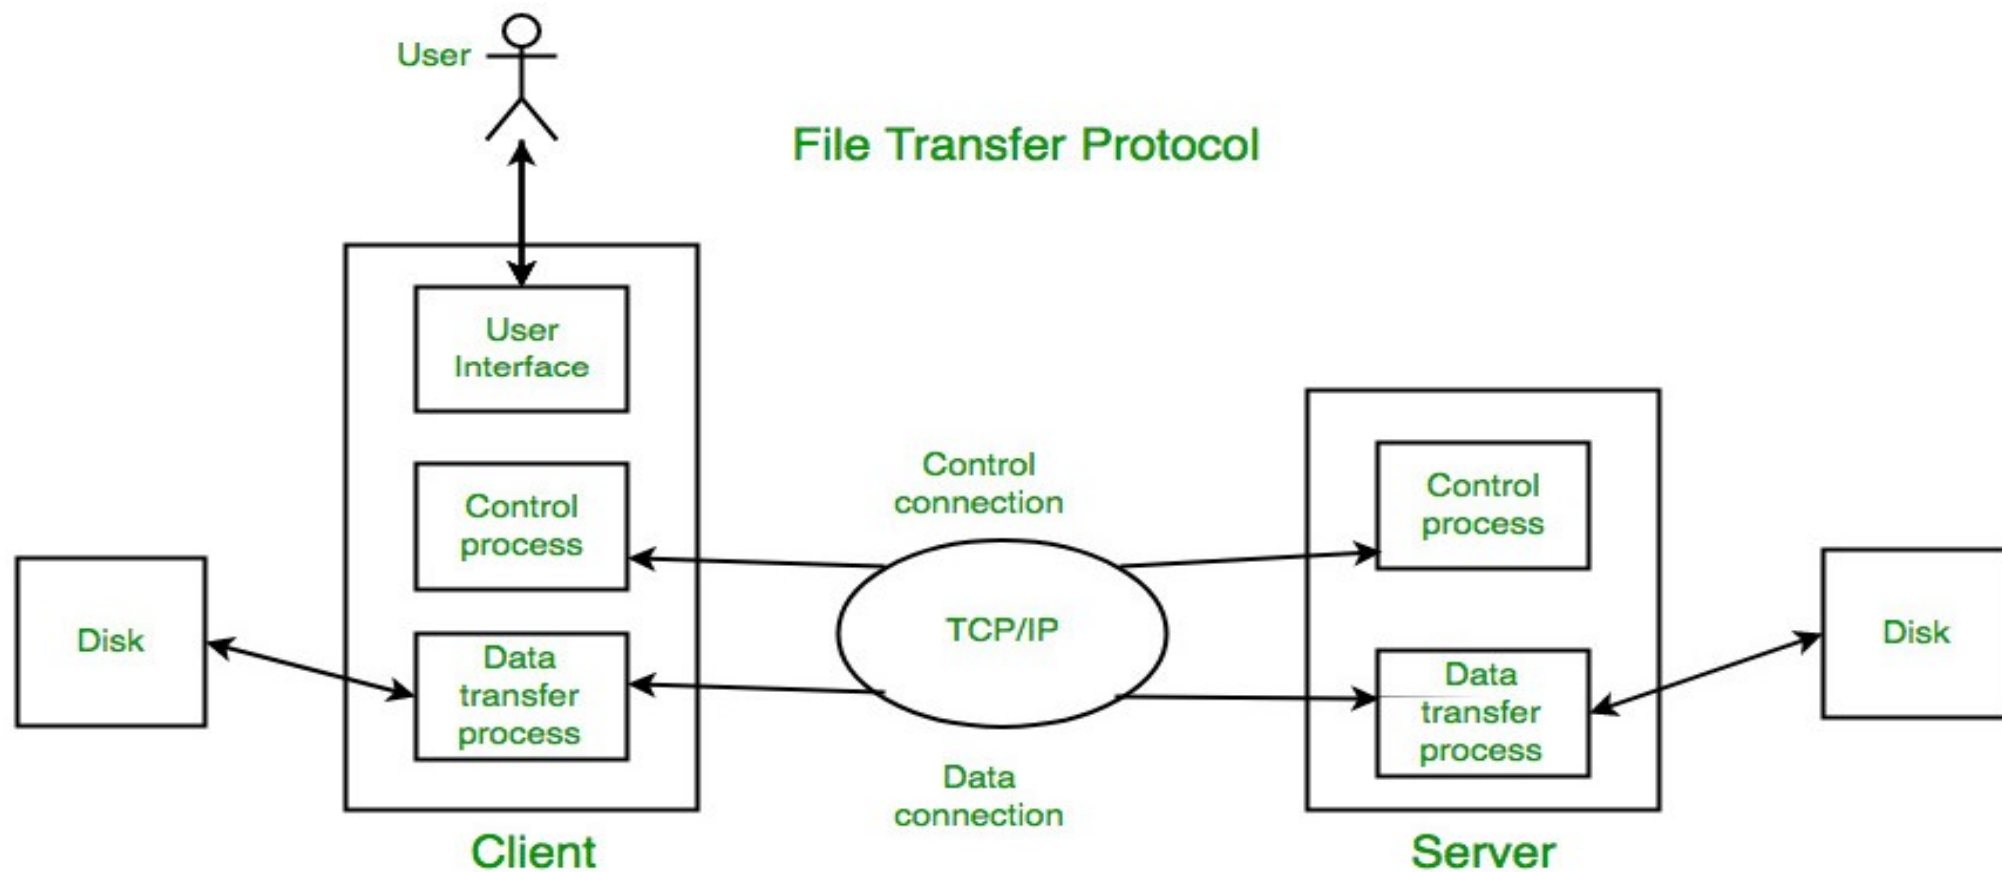 User
File Transfer Protocol
User
Interface
Control
process
Data
transfer
process
Disk
Client
Control
connection
TCP/IP
Data
connection
Control
process
Data
transfer
process
Disk
Server